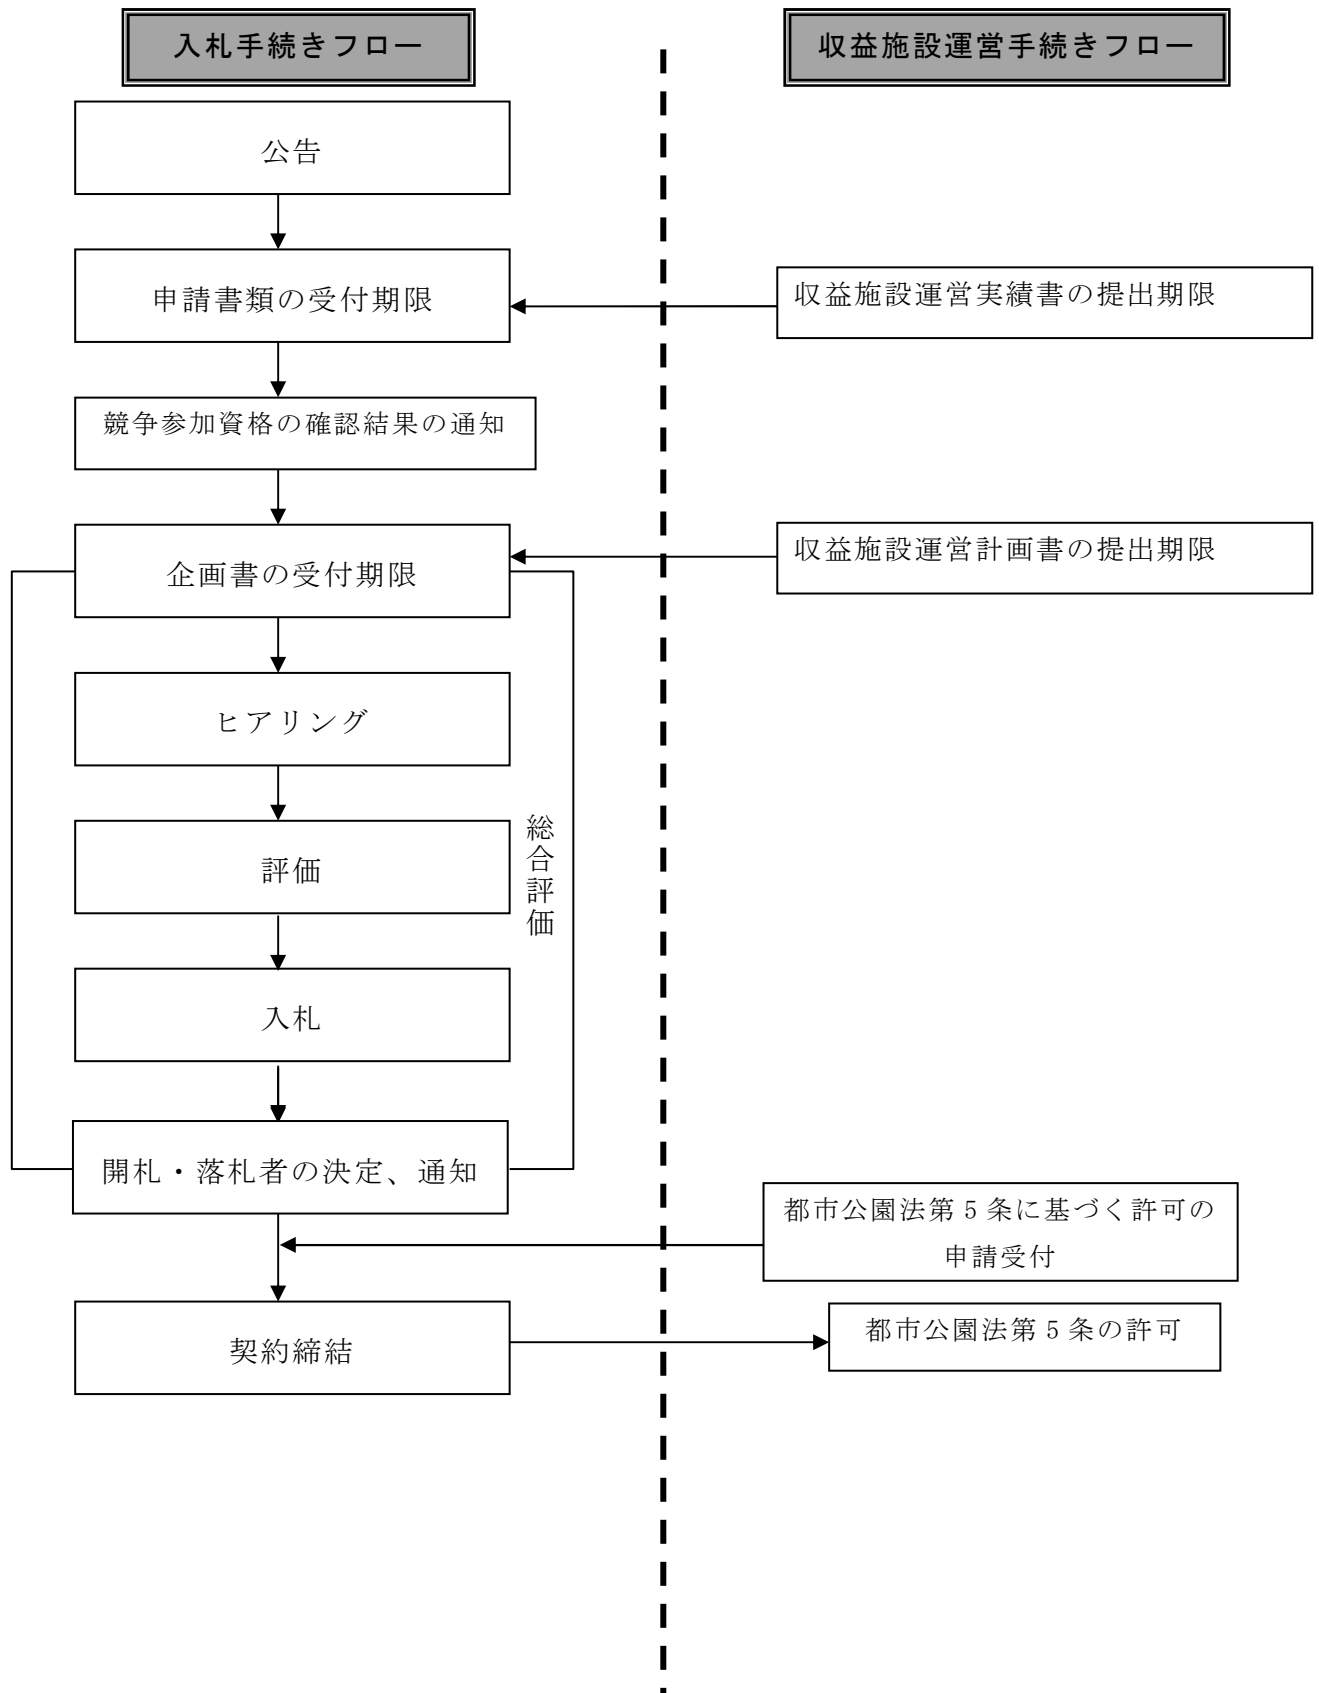 入札手続きフロー
収益施設運営手続きフロー
公告
申請書類の受付期限
収益施設運営実績書の提出期限
競争参加資格の確認結果の通知
企画書の受付期限
収益施設運営計画書の提出期限
ヒアリング
評価
総合評価
入札
開札・落札者の決定、通知
都市公園法第5条に基づく許可の
申請受付
契約締結
都市公園法第5条の許可